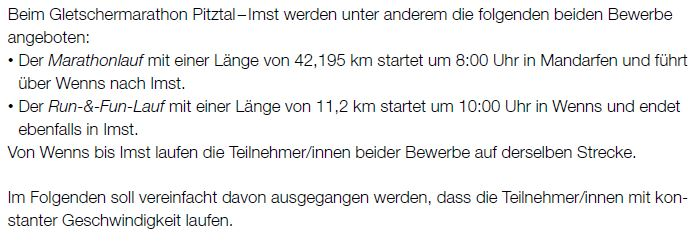 Beim Gletschermarathon Pitztal–Imst werden unter anderem die folgenden beiden Bewerbe
angeboten:
• Der Marathonlauf mit einer Länge von 42,195 km startet um 8:00 Uhr in Mandarfen und führt
über Wenns nach Imst.
• Der Run-&-Fun-Lauf mit einer Länge von 11,2 km startet um 10:00 Uhr in Wenns und endet
ebenfalls in Imst.
Von Wenns bis Imst laufen die Teilnehmer/innen beider Bewerbe auf derselben Strecke.
Im Folgenden soll vereinfacht davon ausgegangen werden, dass die Teilnehmer/innen mit kon-
stanter Geschwindigkeit laufen.